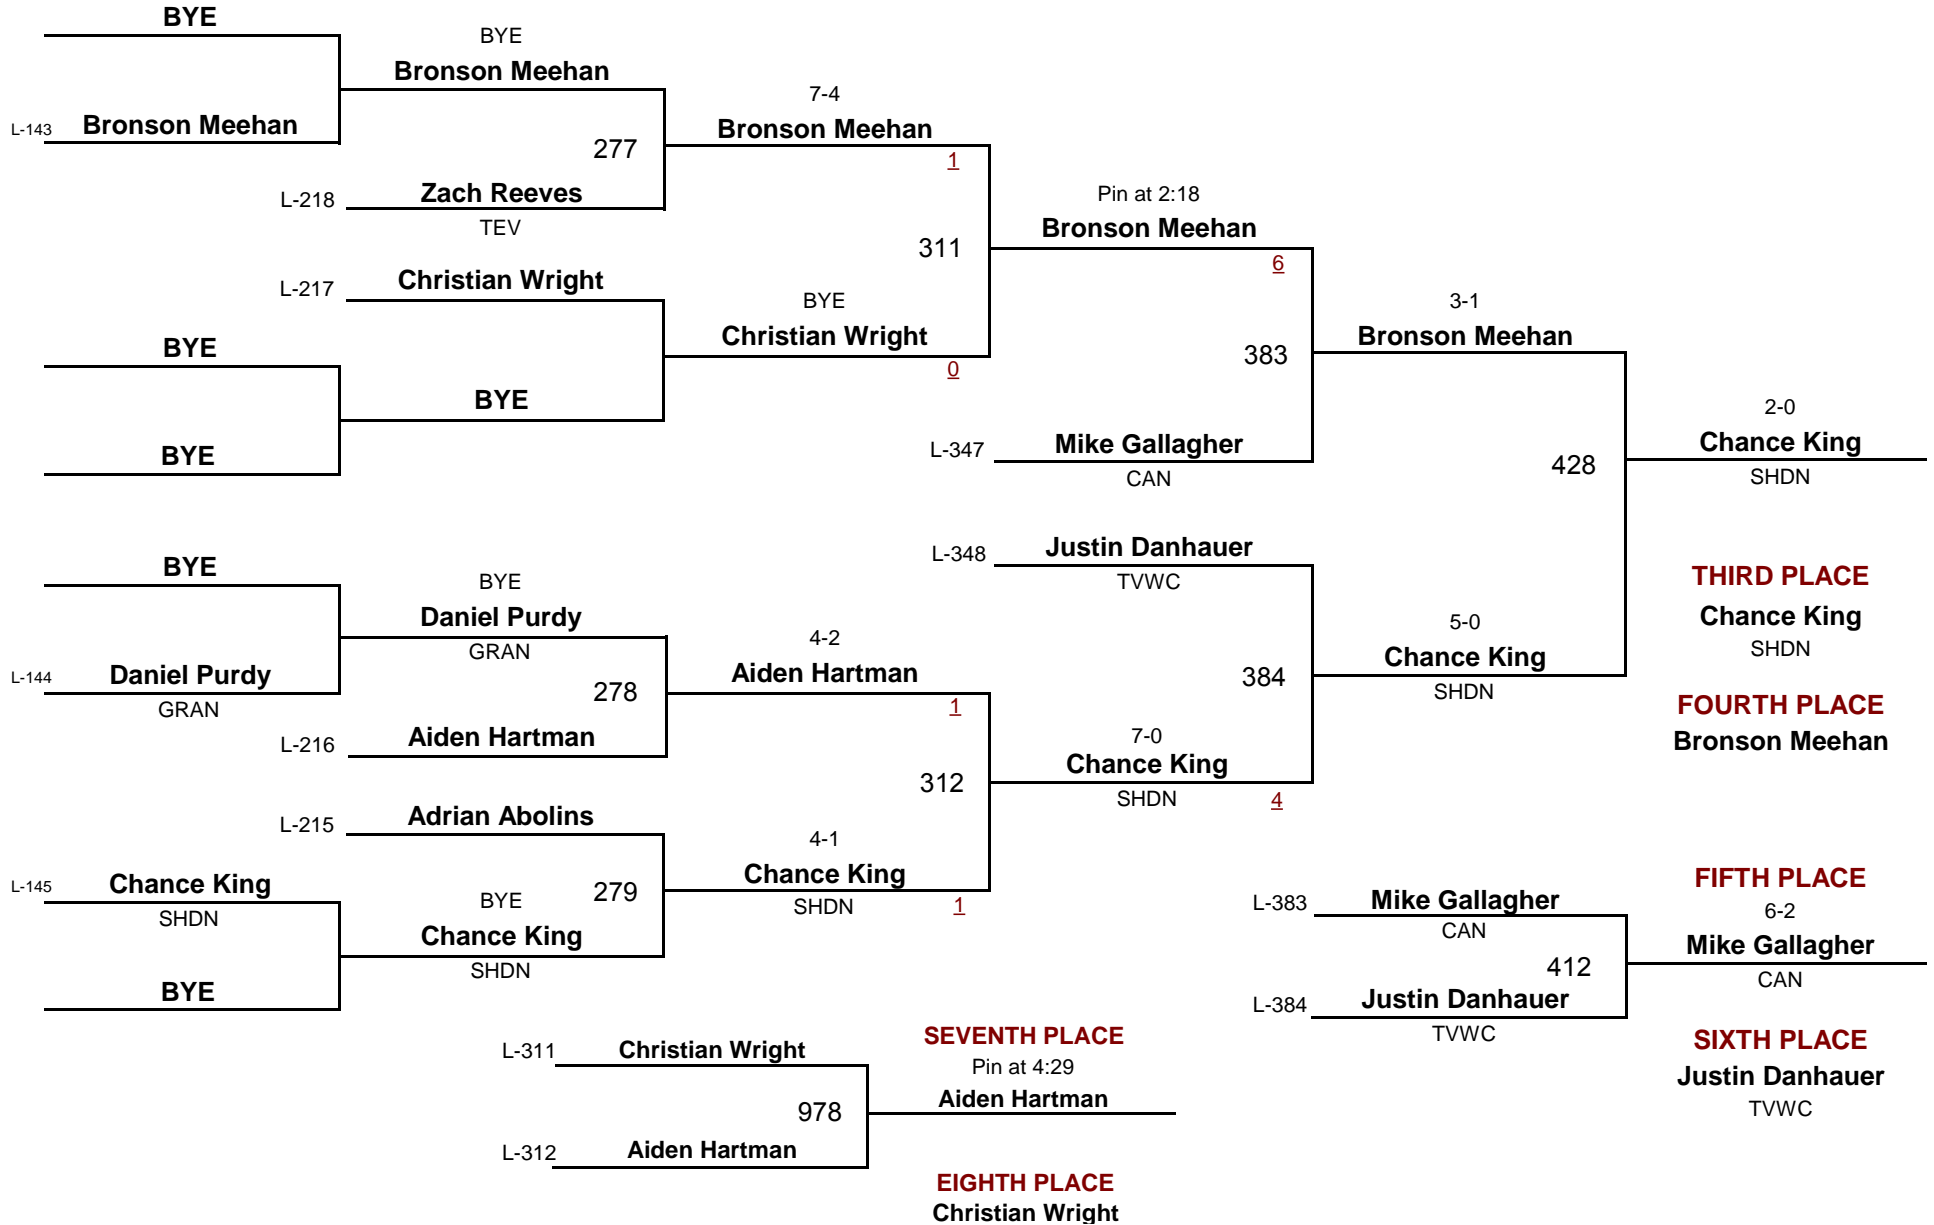 BYE
BYE
Bronson Meehan
L-143 Bronson Meehan
7-4
Bronson Meehan
277
1
L-218 Zach Reeves
TEV
Pin at 2:18
Bronson Meehan
311
6
L-217 Christian Wright
BYE
Christian Wright
0
3-1
Bronson Meehan
BYE
383
BYE
2-0
Chance King
SHDN
L-347 Mike Gallagher
CAN
BYE
428
L-348 Justin Danhauer
TVWC
BYE
BYE
Daniel Purdy
GRAN
THIRD PLACE
Chance King
SHDN
4-2
Aiden Hartman
1
5-0
Chance King
SHDN
L-144 Daniel Purdy
GRAN
278
384
FOURTH PLACE
Bronson Meehan
L-216 Aiden Hartman
7-0
Chance King
SHDN
4
312
L-215 Adrian Abolins
4-1
Chance King
SHDN
1
L-145 Chance King
SHDN
279
BYE
Chance King
SHDN
BYE
L-383 Mike Gallagher
CAN
FIFTH PLACE
6-2
Mike Gallagher
CAN
412
L-384 Justin Danhauer
TVWC
SIXTH PLACE
Justin Danhauer
TVWC
L-311 Christian Wright
SEVENTH PLACE
Pin at 4:29
Aiden Hartman
978
L-312 Aiden Hartman
EIGHTH PLACE
Christian Wright